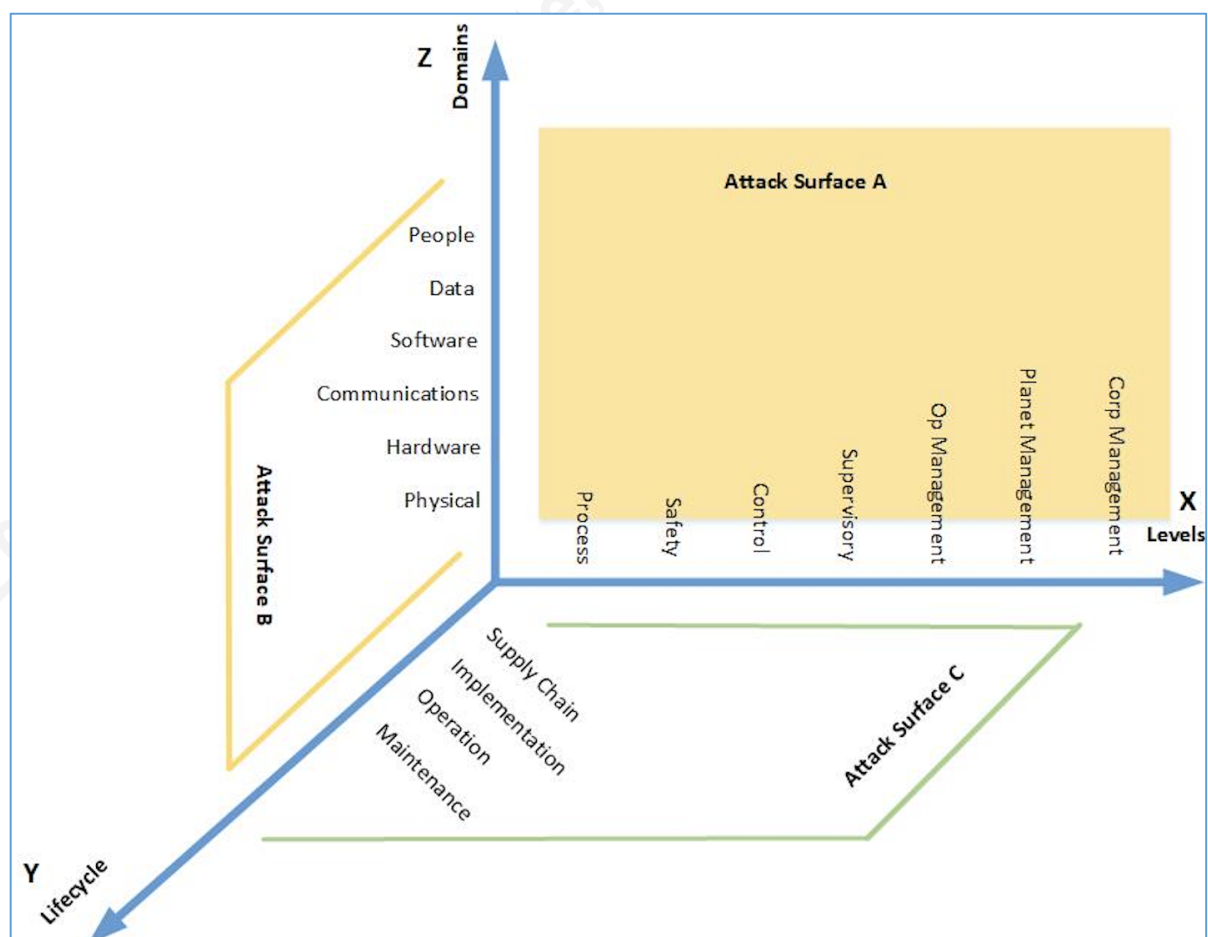 Z
Domains
Attack Surface A
People
Data
Software
Communications
Hardware
Physical
Attack Surface B
Process
Safety
Control
Supervisory
Op Management
Planet Management
Corp Management
X
Levels
Supply Chain
Implementation
Operation
Maintenance
Attack Surface C
Y
Lifecycle